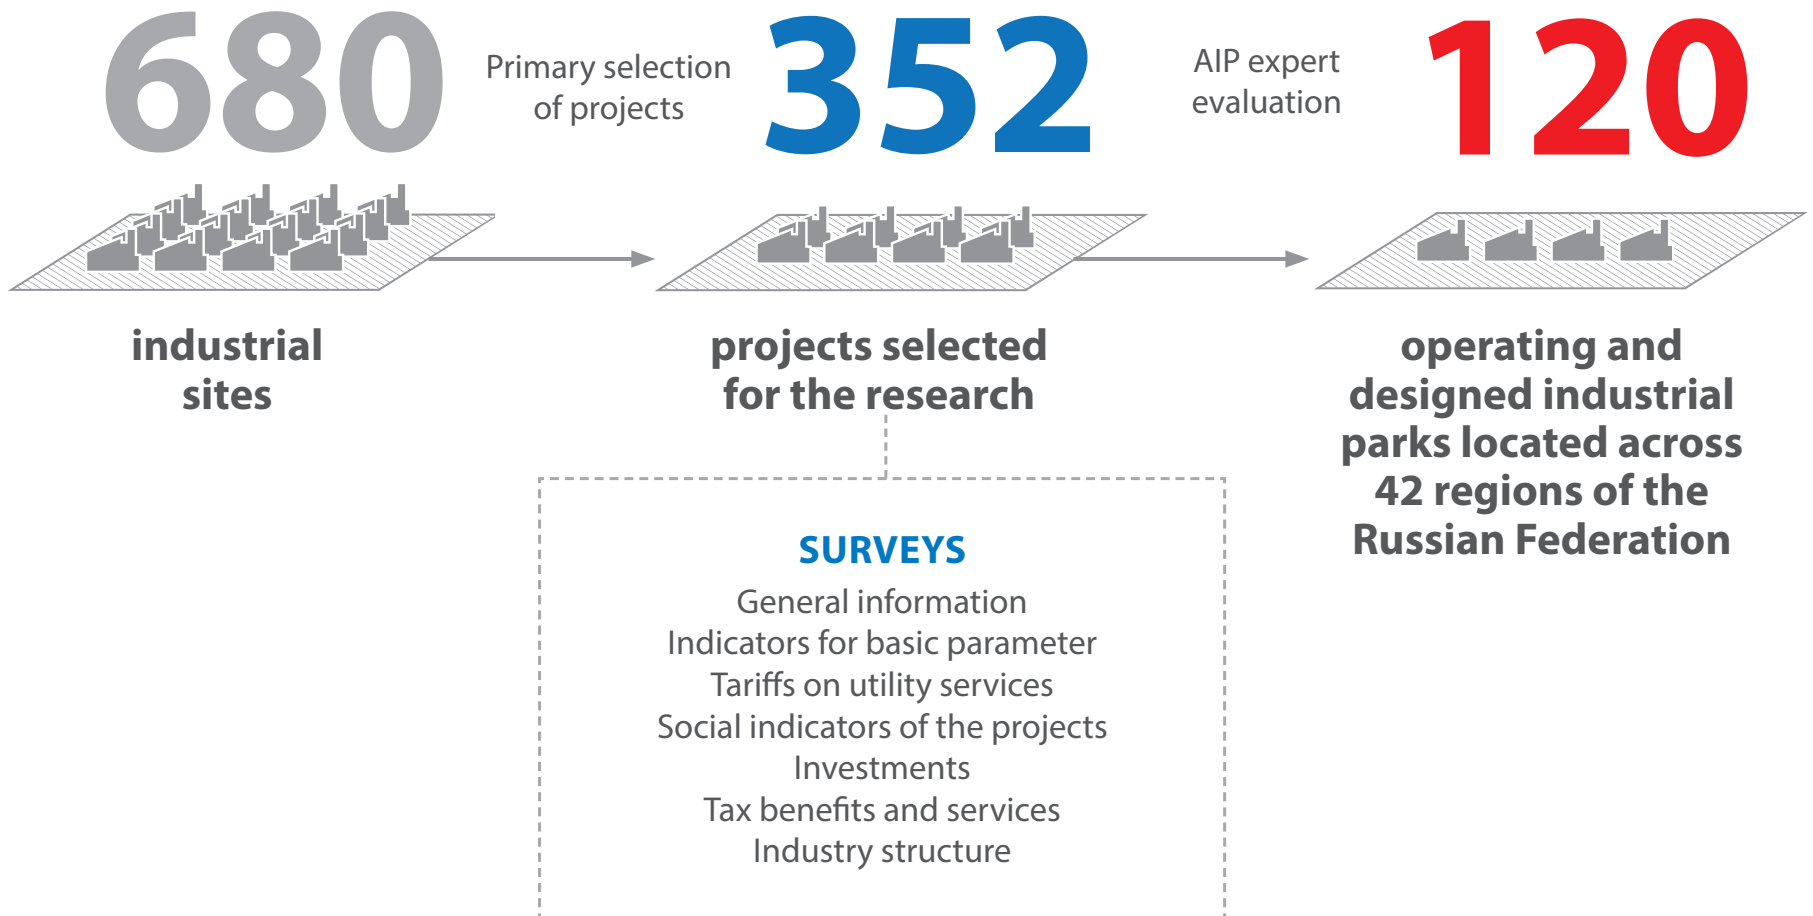 680
industrial
sites
Primary selection
of projects
352
projects selected
for the research
AIP expert
evaluation
120
operating and
designed industrial
parks located across
42 regions of the
Russian Federation
SURVEYS
General information
Indicators for basic parameter
Tariffs on utility services
Social indicators of the projects
Investments
Tax benefits and services
Industry structure